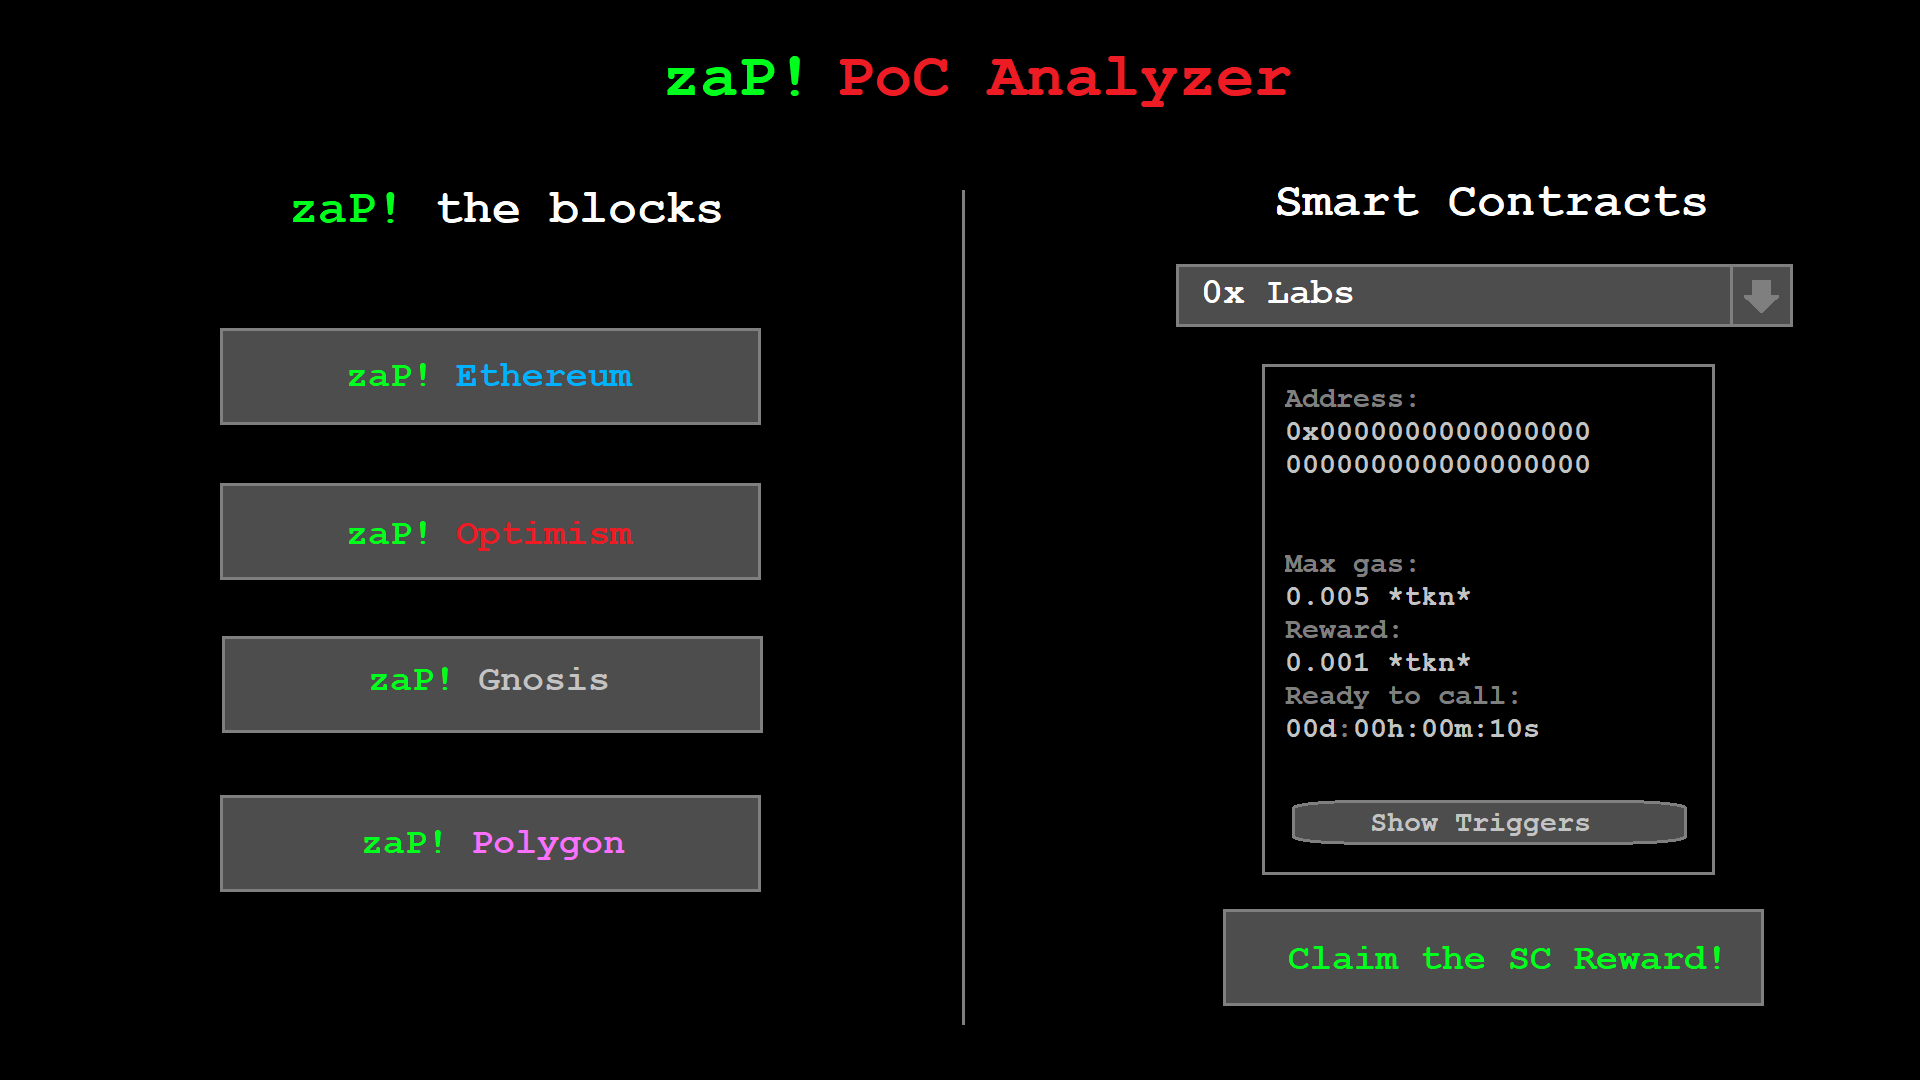 zaP! PoC Analyzer
zaP! the blocks
zaP! Ethereum
zaP! Optimism
zaP! Gnosis
zaP! Polygon
Smart Contracts
0x Labs
Address:
0x0000000000000000
000000000000000000
Max gas:
0.005 *tkn*
Reward:
0.001 *tkn*
Ready to call:
00d:00h:00m:10s
Show Triggers
Claim the SC Reward!